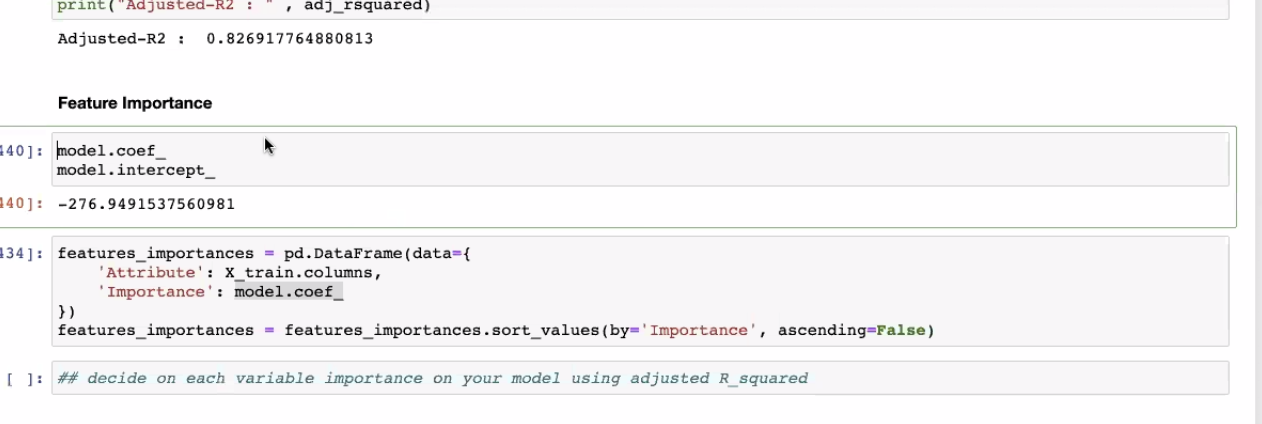 print("Adjusted-R2 : " , adj_rsquared)
Adjusted-R2 :  0.826917764880813
Feature Importance
440]: model.coef_
model.intercept_
440]: -276.9491537560981
434]: features_importances = pd.DataFrame(data={
    'Attribute': X_train.columns,
    'Importance': model.coef_
})
features_importances = features_importances.sort_values(by='Importance', ascending=False)
[ ]: ## decide on each variable importance on your model using adjusted R_squared